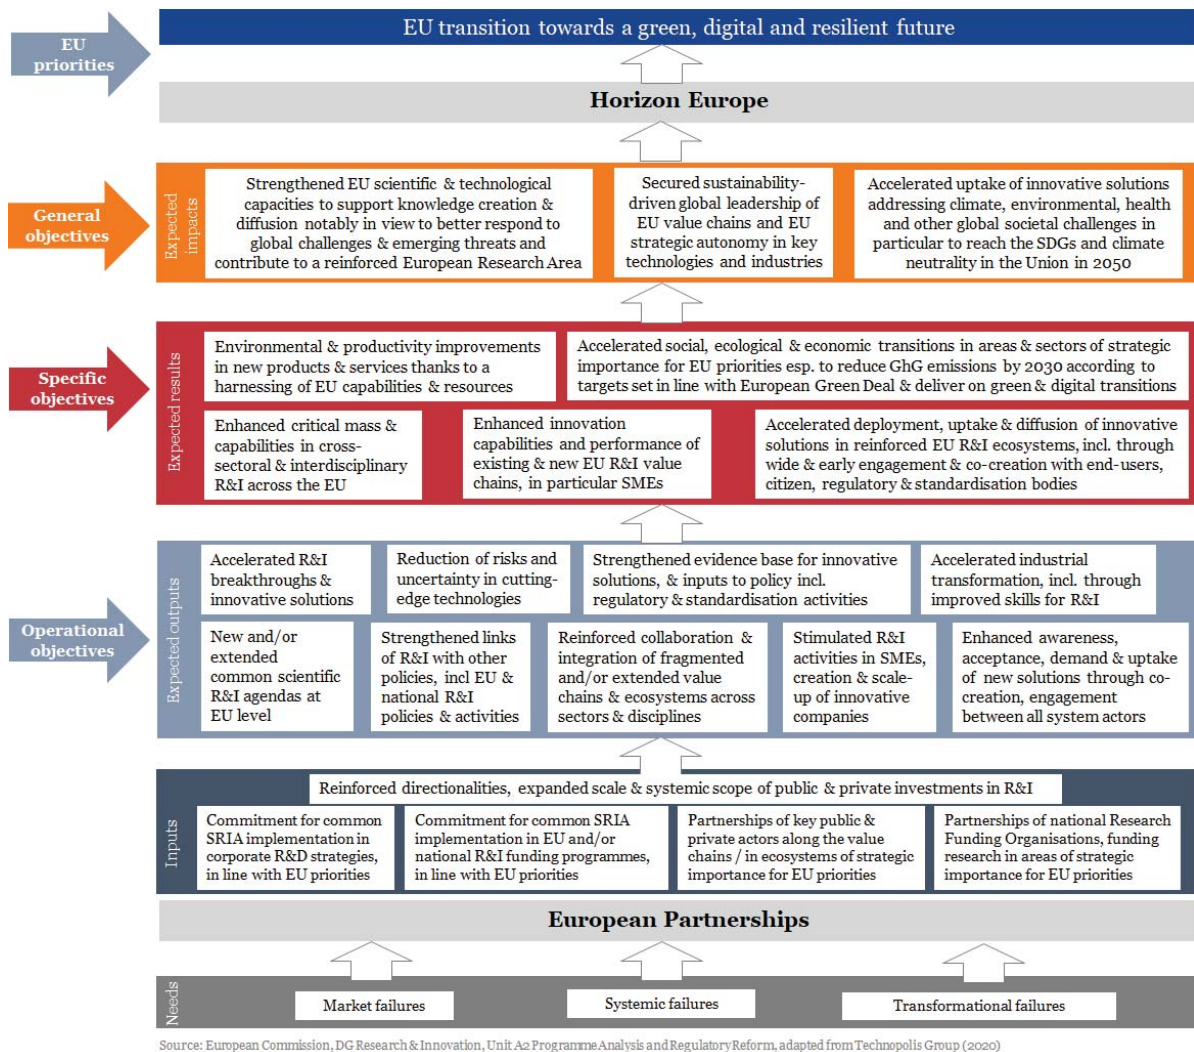 EU transition towards a green, digital and resilient future
EU
priorities
Horizon Europe
General
objectives
Expected
impacts
Strengthened EU scientific & technological
capacities to support knowledge creation &
diffusion notably in view to better respond to
global challenges & emerging threats and
contribute to a reinforced European Research Area
Secured sustainability-
driven global leadership of
EU value chains and EU
strategic autonomy in key
technologies and industries
Accelerated uptake of innovative solutions
addressing climate, environmental, health
and other global societal challenges in
particular to reach the SDGs and climate
neutrality in the Union in 2050
Specific
objectives
Expected results
Environmental & productivity improvements
in new products & services thanks to a
harnessing of EU capabilities & resources
Accelerated social, ecological & economic transitions in areas & sectors of strategic
importance for EU priorities esp. to reduce GhG emissions by 2030 according to
targets set in line with European Green Deal & deliver on green & digital transitions
Enhanced critical mass &
capabilities in cross-
sectoral & interdisciplinary
R&I across the EU
Enhanced innovation
capabilities and performance of
existing & new EU R&I value
chains, in particular SMEs
Accelerated deployment, uptake & diffusion of innovative
solutions in reinforced EU R&I ecosystems, incl. through
wide & early engagement & co-creation with end-users,
citizen, regulatory & standardisation bodies
Operational
objectives
Expected outputs
Accelerated R&I
breakthroughs &
innovative solutions
Reduction of risks and
uncertainty in cutting-
edge technologies
Strengthened evidence base for innovative
solutions, & inputs to policy incl.
regulatory & standardisation activities
Accelerated industrial
transformation, incl. through
improved skills for R&I
New and/or
extended
common scientific
R&I agendas at
EU level
Strengthened links
of R&I with other
policies, incl EU &
national R&I
policies & activities
Reinforced collaboration &
integration of fragmented
and/or extended value
chains & ecosystems across
sectors & disciplines
Stimulated R&I
activities in SMEs,
creation & scale-
up of innovative
companies
Enhanced awareness,
acceptance, demand & uptake
of new solutions through co-
creation, engagement
between all system actors
Inputs
Reinforced directionalities, expanded scale & systemic scope of public & private investments in R&I
Commitment for common
SRIA implementation in
corporate R&D strategies,
in line with EU priorities
Commitment for common SRIA
implementation in EU and/or
national R&I funding programmes,
in line with EU priorities
Partnerships of key public &
private actors along the value
chains / in ecosystems of strategic
importance for EU priorities
Partnerships of national Research
Funding Organisations, funding
research in areas of strategic
importance for EU priorities
European Partnerships
Needs
Market failures
Systemic failures
Transformational failures
Source: European Commission, DG Research & Innovation, Unit A2 Programme Analysis and Regulatory Reform, adapted from Technopolis Group (2020)